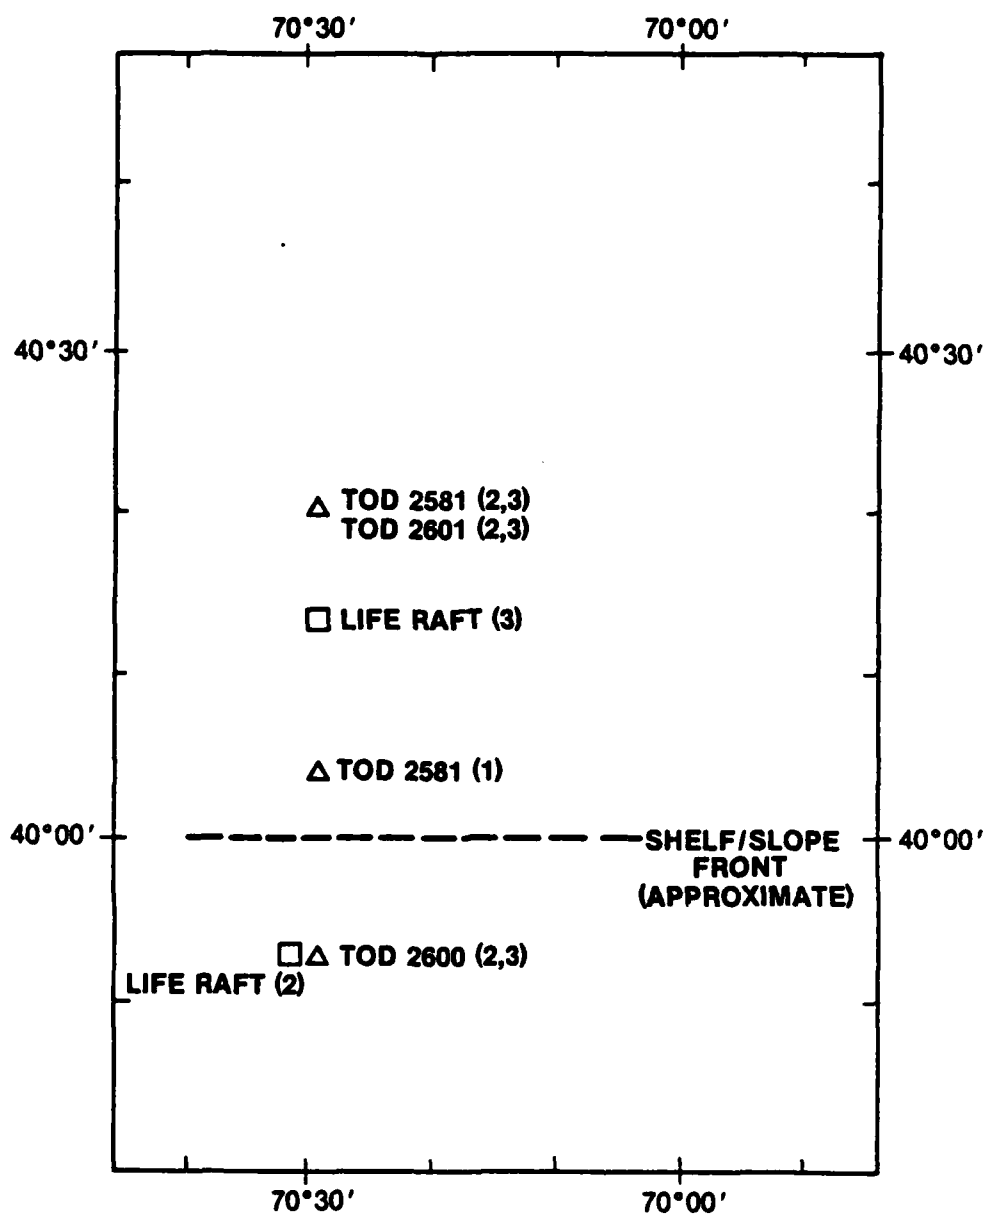 70°30′ 70°00′
40°30′ 40°30′
TOD 2581 (2,3)
TOD 2601 (2,3)
LIFE RAFT (3)
TOD 2581 (1)
40°00′ 40°00′
SHELF/SLOPE
FRONT
(APPROXIMATE)
TOD 2600 (2,3)
LIFE RAFT (2)
70°30′ 70°00′